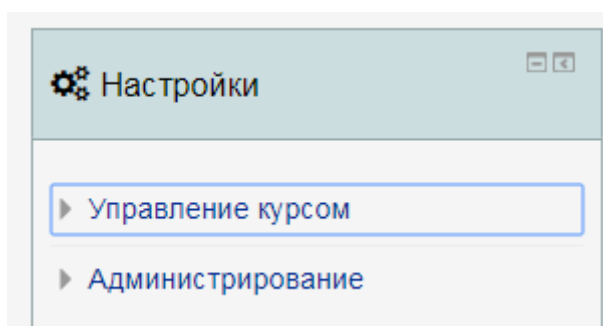 Настройки
Управление курсом
Администрирование